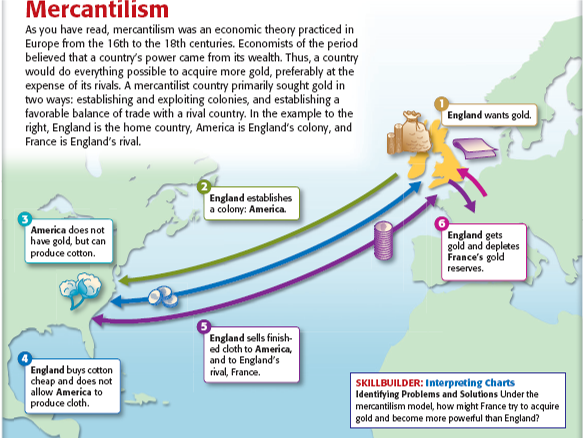 Mercantilism
As you have read, mercantilism was an economic theory practiced in
Europe from the 16th to the 18th centuries. Economists of the period
believed that a country's power came from its wealth. Thus, a country
would do everything possible to acquire more gold, preferably at the
expense of its rivals. A mercantilist country primarily sought gold in
two ways: establishing and exploiting colonies, and establishing a
favorable balance of trade with a rival country. In the example to the
right, England is the home country, America is England's colony, and
France is England's rival.
1
England wants gold.
2
England establishes
a colony: America.
3
America does not
have gold, but can
produce cotton.
4
England buys cotton
cheap and does not
allow America to
produce cloth.
5
England sells finish-
ed cloth to America,
and to England's
rival, France.
6
England gets
gold and depletes
France's gold
reserves.
SKILLBUILDER: Interpreting Charts
Identifying Problems and Solutions Under the
mercantilism model, how might France try to acquire
gold and become more powerful than England?